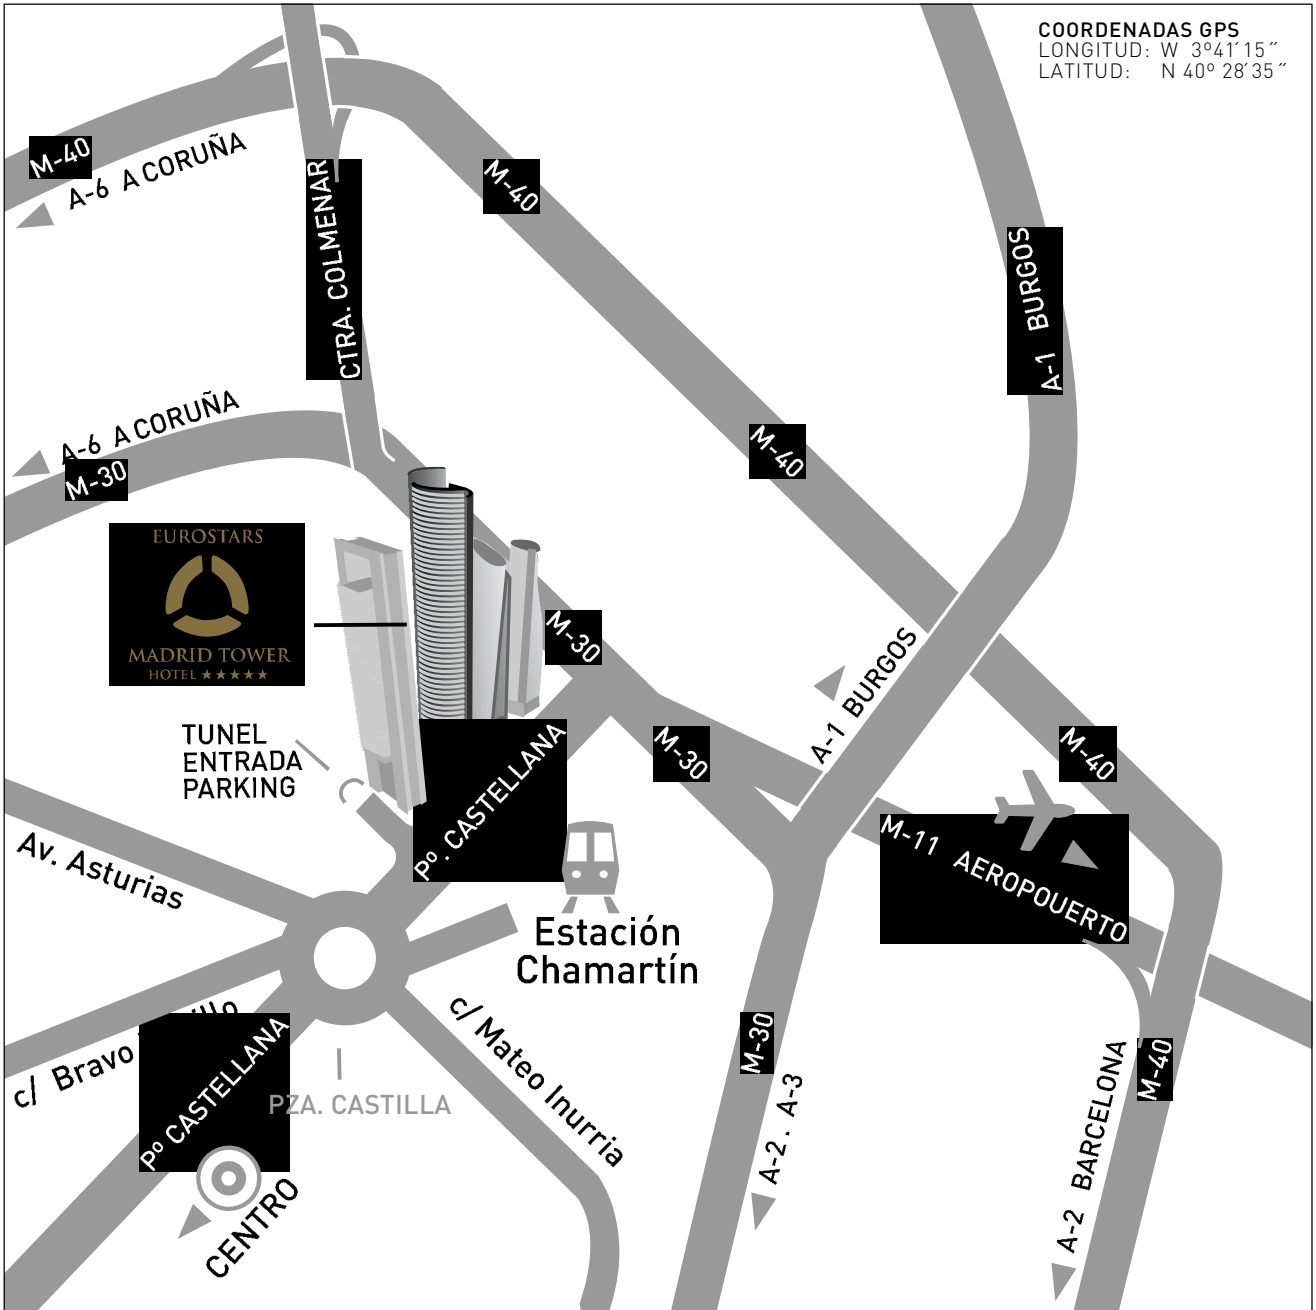 COORDENADAS GPS
LONGITUD: W 3º41´15˝
LATITUD: N 40º 28´35˝
M-40
A-6 A CORUÑA
CTRA. COLMENAR
M-40
A-1 BURGOS
A-6 A CORUÑA
M-30
M-40
EUROSTARS
MADRID TOWER
HOTEL ★★★★★
M-30
A-1 BURGOS
TUNEL
ENTRADA
PARKING
Pº. CASTELLANA
M-30
M-40
M-11 AEROPOUERTO
Av. Asturias
Estación
Chamartín
c/ Bravo
Pº CASTELLANA
PZA. CASTILLA
c/ Mateo Inurria
M-30
A-2. A-3
M-40
A-2 BARCELONA
CENTRO